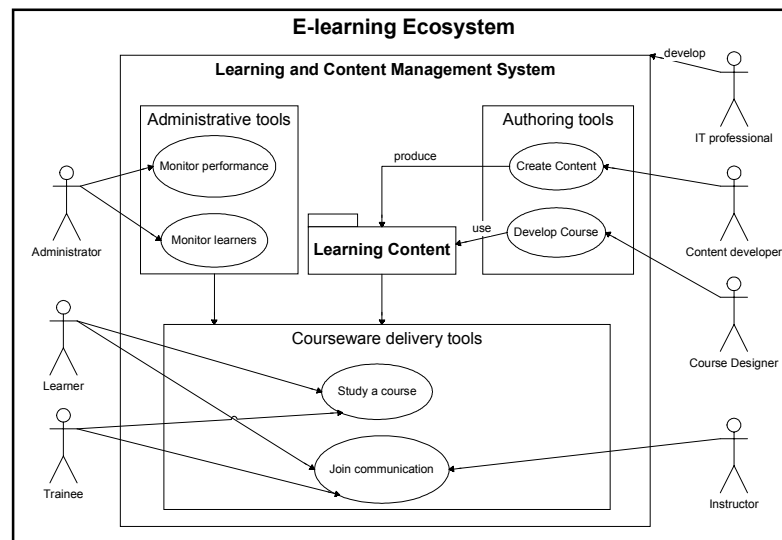 E-learning Ecosystem
Learning and Content Management System
develop
IT professional
Administrative tools
Authoring tools
Monitor performance
produce
Create Content
Administrator
Monitor learners
use
Develop Course
Learning Content
Content developer
Courseware delivery tools
Learner
Study a course
Course Designer
Trainee
Join communication
Instructor